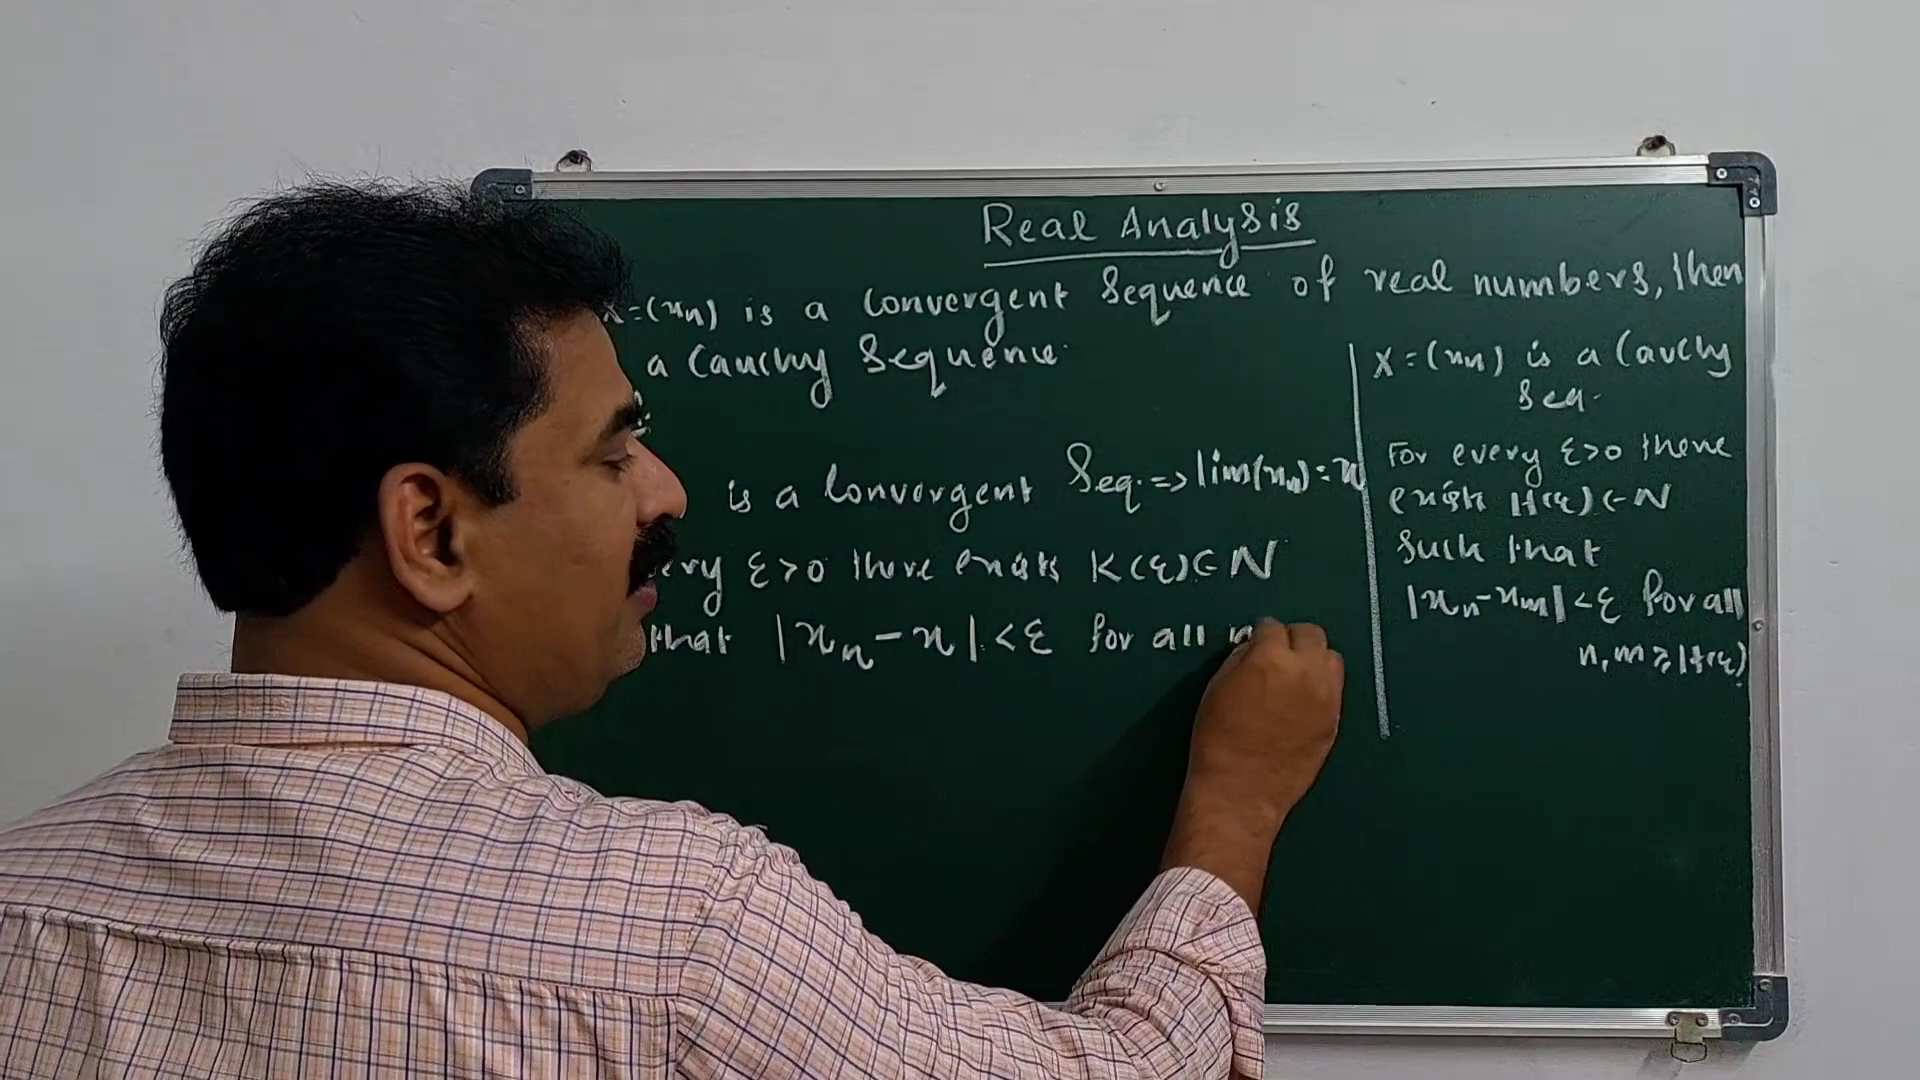 Real Analysis
X=(xn) is a Convergent Sequence of real numbers, then
a Cauchy Sequence.
is a Convergent Seq. => lim(xn) = x
ery ε>0 there exists K(ε)∈N
that |xn - x| < ε for all n
X = (xn) is a Cauchy
Seq.
For every ε>0 there
exists H(ε)∈N
Such that
|xn - xm| < ε for all
n,m ≥ H(ε)